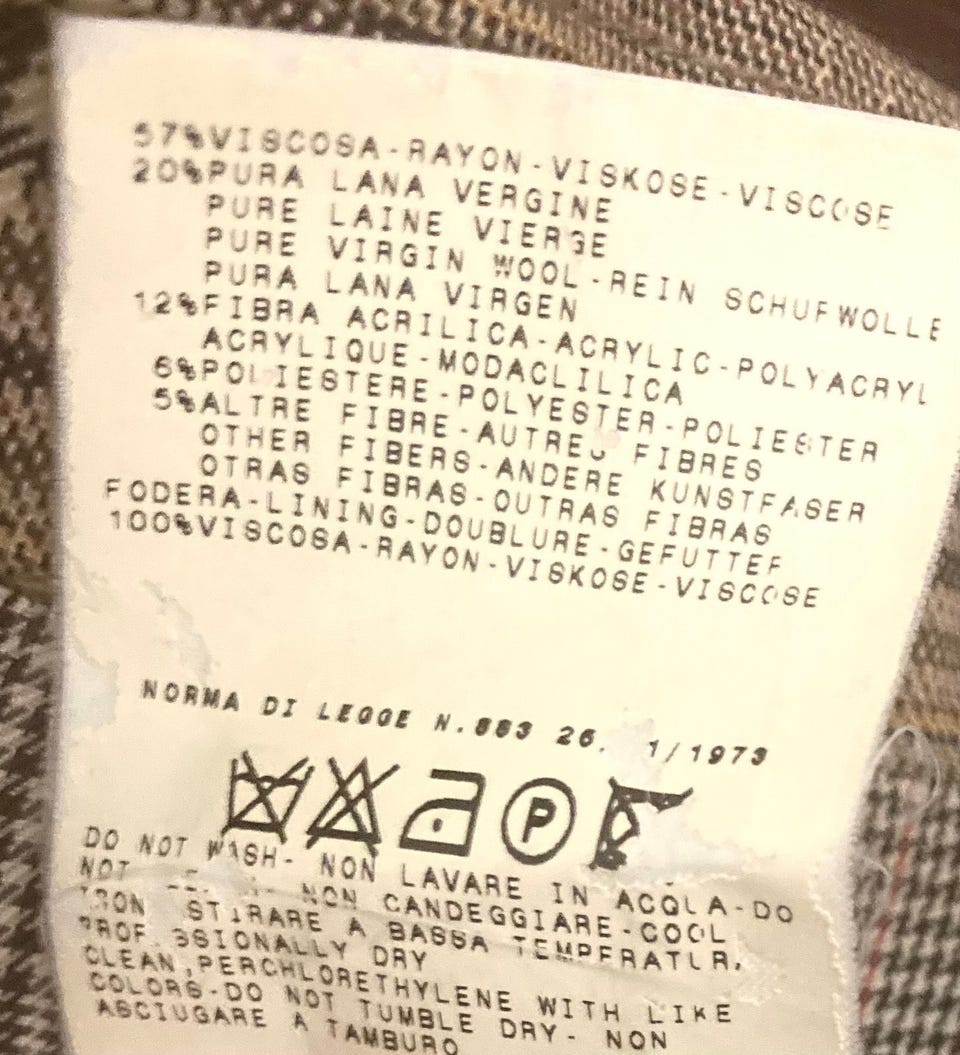 57%VISCOSA-RAYON-VISKOSE-VISCOSE
20%PURA LANA VERGINE
PURE LAINE VIERGE
PURE VIRGIN WOOL-REIN SCHUFWOLLE
PURA LANA VIRGEN
12%FIBRA ACRILICA-ACRYLIC-POLYACRYL
ACRYLIQUE-MODACLILICA
6%POLIESTERE-POLYESTER-POLIESTER
5%ALTRE FIBRE-AUTRES FIBRES
OTHER FIBERS-ANDERE KUNSTFASER
OTRAS FIBRAS-OUTRAS FIBRAS
FODERA-LINING-DOUBLURE-GEFUTTEF
100%VISCOSA-RAYON-VISKOSE-VISCOSE
NORMA DI LEGGE N.883 26. 1/1973
P
DO NOT WASH- NON LAVARE IN ACQUA-DO
NOT NON CANDEGGIARE-COOL
IRON STIRARE A BASSA TEMPERATUR.
PROFESSIONALLY DRY
CLEAN,PERCHLORETHYLENE WITH LIKE
COLORS-DO NOT TUMBLE DRY- NON
ASCIUGARE A TAMBURO